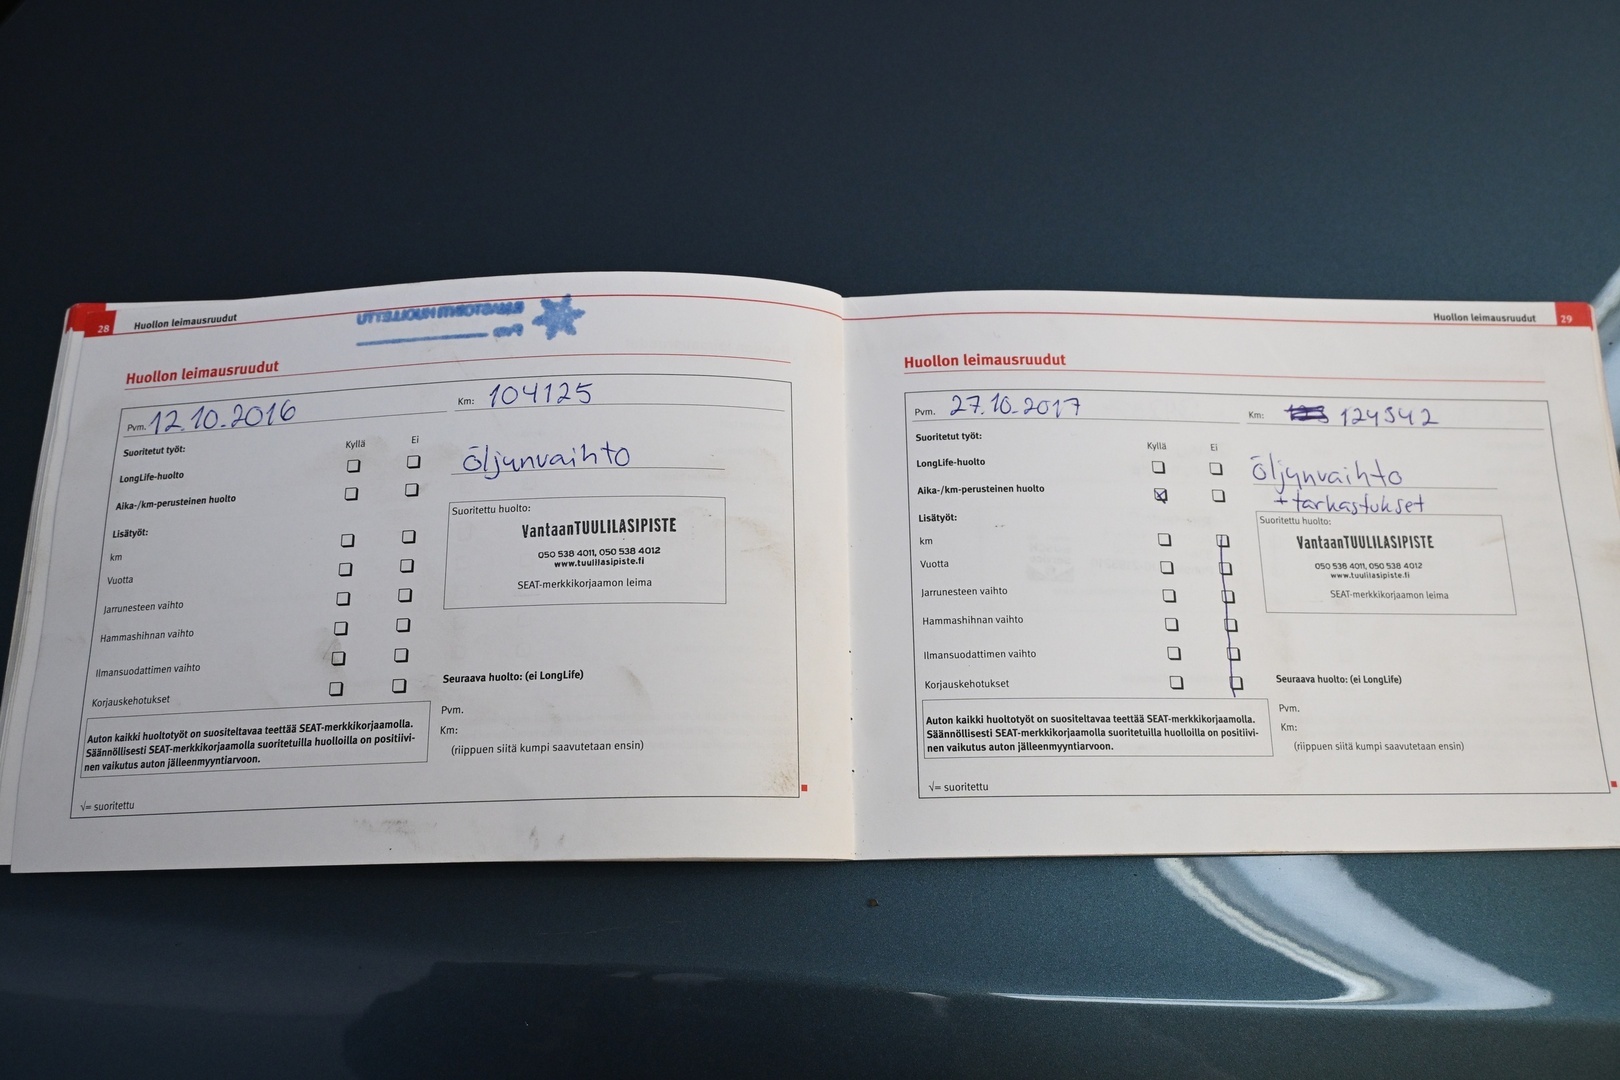 28 Huollon leimausruudut
ILMASTOINTI HUOLLETTU
Pvm
Huollon leimausruudut
Pvm. 12.10.2016 Km: 104125
Suoritetut työt: Kyllä Ei
öljynvaihto
LongLife-huolto
Aika-/km-perusteinen huolto
Suoritettu huolto:
VantaanTUULILASIPISTE
050 538 4011, 050 538 4012
www.tuulilasipiste.fi
SEAT-merkkikorjaamon leima
Lisätyöt:
km
Vuotta
Jarrunesteen vaihto
Hammashihnan vaihto
Ilmansuodattimen vaihto
Korjauskehotukset
Seuraava huolto: (ei LongLife)
Pvm.
Km:
(riippuen siitä kumpi saavutetaan ensin)
Auton kaikki huoltotyöt on suositeltavaa teettää SEAT-merkkikorjaamolla.
Säännöllisesti SEAT-merkkikorjaamolla suoritetuilla huolloilla on positiivi-
nen vaikutus auton jälleenmyyntiarvoon.
√= suoritettu
Huollon leimausruudut 29
Huollon leimausruudut
Pvm. 27.10.2017 Km: 124542
Suoritetut työt: Kyllä Ei
öljynvaihto
+ tarkastukset
LongLife-huolto
Aika-/km-perusteinen huolto
Suoritettu huolto:
VantaanTUULILASIPISTE
050 538 4011, 050 538 4012
www.tuulilasipiste.fi
SEAT-merkkikorjaamon leima
Lisätyöt:
km
Vuotta
Jarrunesteen vaihto
Hammashihnan vaihto
Ilmansuodattimen vaihto
Korjauskehotukset
Seuraava huolto: (ei LongLife)
Pvm.
Km:
(riippuen siitä kumpi saavutetaan ensin)
Auton kaikki huoltotyöt on suositeltavaa teettää SEAT-merkkikorjaamolla.
Säännöllisesti SEAT-merkkikorjaamolla suoritetuilla huolloilla on positiivi-
nen vaikutus auton jälleenmyyntiarvoon.
√= suoritettu